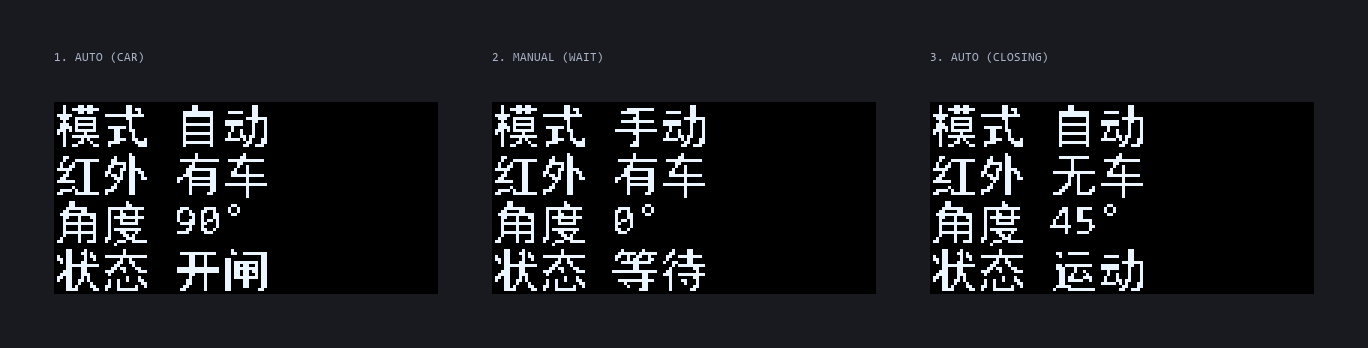 1. AUTO (CAR)
模式 自动
红外 有车
角度 90°
状态 开闸
2. MANUAL (WAIT)
模式 手动
红外 有车
角度 0°
状态 等待
3. AUTO (CLOSING)
模式 自动
红外 无车
角度 45°
状态 运动